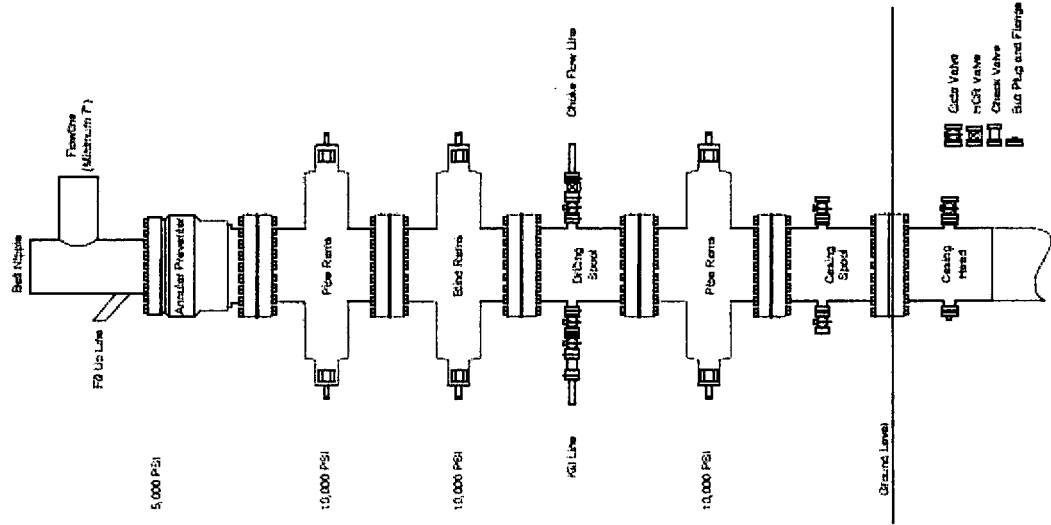 Bell Nipple
Flowline
(Minimum 7")
Fill Up Line
Annular Preventer
5,000 PSI
Pipe Rams
10,000 PSI
Blind Rams
10,000 PSI
Choke Flow Line
Drilling
Spool
Kill Line
Pipe Rams
10,000 PSI
Casing
Spool
Ground Level
Casing
Head
Gate Valve
HCR Valve
Check Valve
Bull Plug and Flange